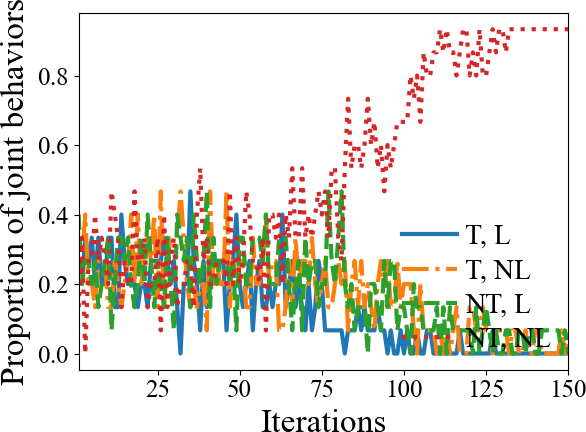 Proportion of joint behaviors
0.8
0.6
0.4
0.2
0.0
T, L
T, NL
NT, L
NT, NL
25
50
75
100
125
150
Iterations